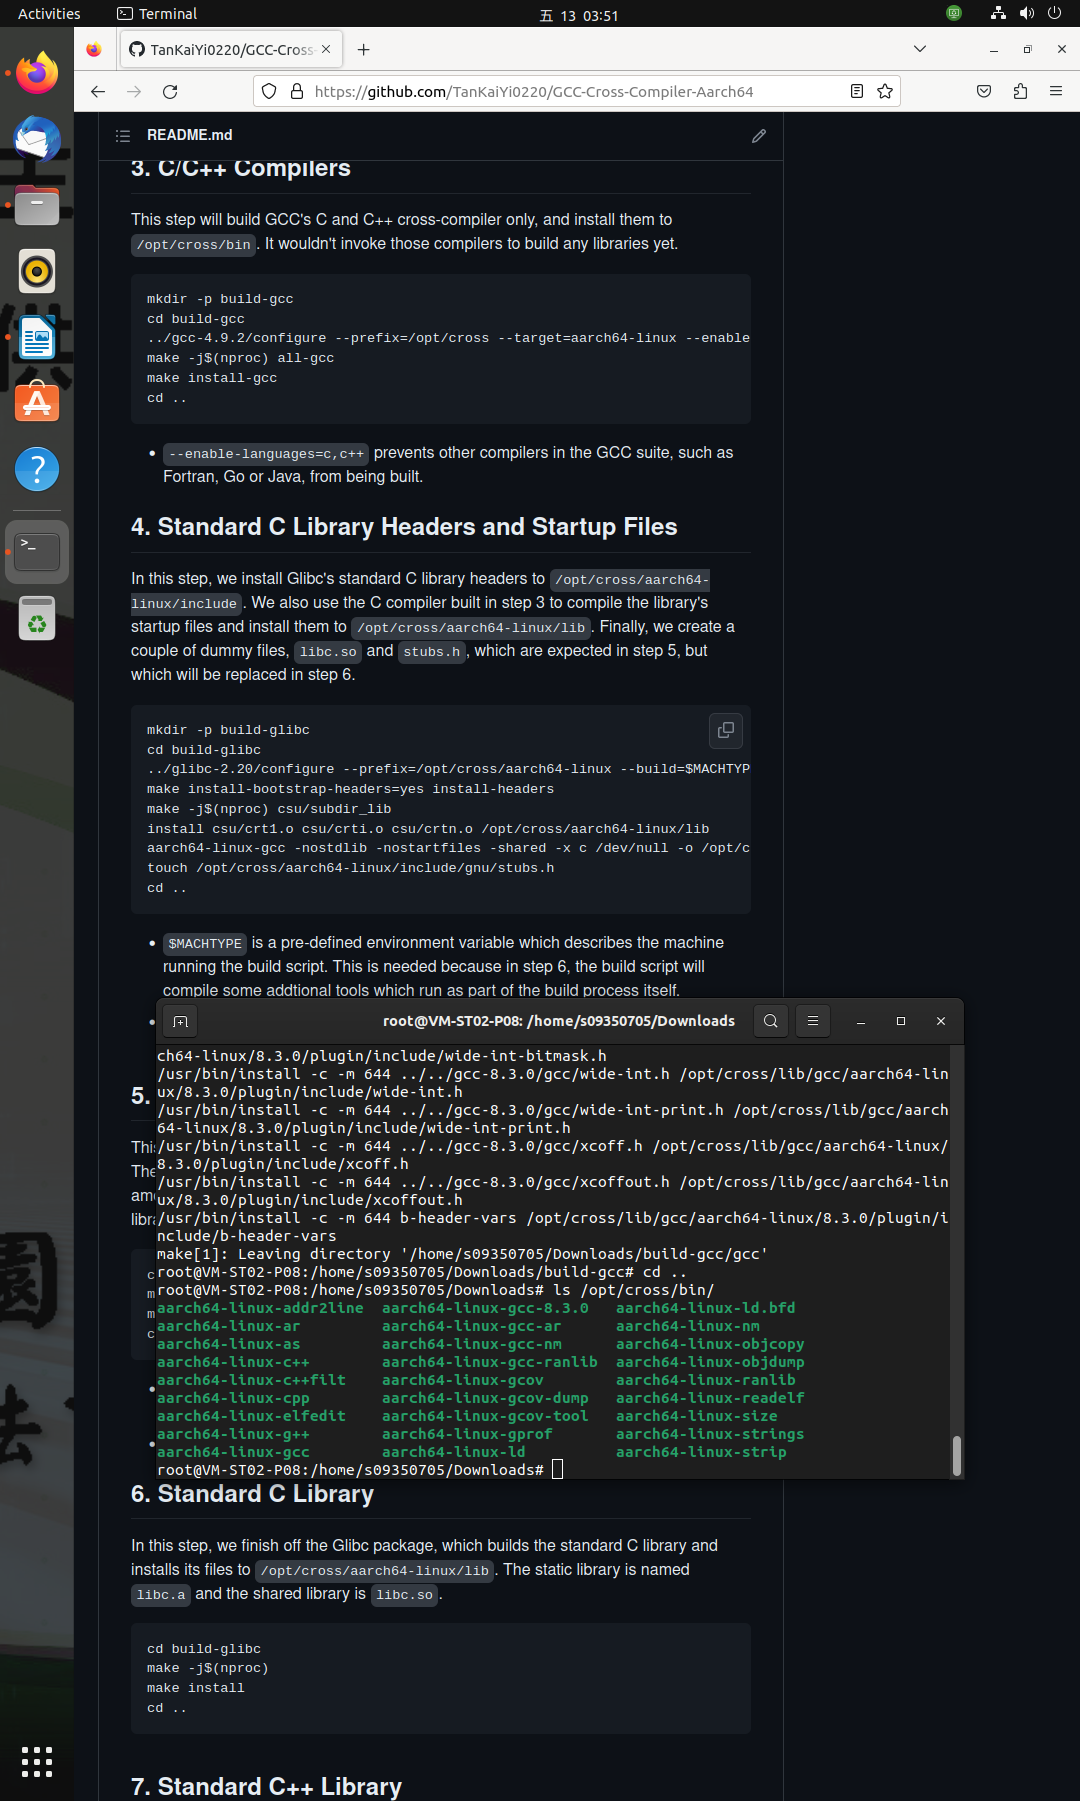 Activities
Terminal
五 13 03:51
TanKaiYi0220/GCC-Cross-
https://github.com/TanKaiYi0220/GCC-Cross-Compiler-Aarch64
README.md
3. C/C++ Compilers
This step will build GCC's C and C++ cross-compiler only, and install them to
/opt/cross/bin. It wouldn't invoke those compilers to build any libraries yet.
mkdir -p build-gcc
cd build-gcc
../gcc-4.9.2/configure --prefix=/opt/cross --target=aarch64-linux --enable
make -j$(nproc) all-gcc
make install-gcc
cd ..
• --enable-languages=c,c++ prevents other compilers in the GCC suite, such as
Fortran, Go or Java, from being built.
4. Standard C Library Headers and Startup Files
In this step, we install Glibc's standard C library headers to /opt/cross/aarch64-
linux/include. We also use the C compiler built in step 3 to compile the library's
startup files and install them to /opt/cross/aarch64-linux/lib. Finally, we create a
couple of dummy files, libc.so and stubs.h, which are expected in step 5, but
which will be replaced in step 6.
mkdir -p build-glibc
cd build-glibc
../glibc-2.20/configure --prefix=/opt/cross/aarch64-linux --build=$MACHTYP
make install-bootstrap-headers=yes install-headers
make -j$(nproc) csu/subdir_lib
install csu/crt1.o csu/crti.o csu/crtn.o /opt/cross/aarch64-linux/lib
aarch64-linux-gcc -nostdlib -nostartfiles -shared -x c /dev/null -o /opt/c
touch /opt/cross/aarch64-linux/include/gnu/stubs.h
cd ..
• $MACHTYPE is a pre-defined environment variable which describes the machine
running the build script. This is needed because in step 6, the build script will
compile some addtional tools which run as part of the build process itself.
root@VM-ST02-P08: /home/s09350705/Downloads
ch64-linux/8.3.0/plugin/include/wide-int-bitmask.h
/usr/bin/install -c -m 644 ../../gcc-8.3.0/gcc/wide-int.h /opt/cross/lib/gcc/aarch64-lin
ux/8.3.0/plugin/include/wide-int.h
/usr/bin/install -c -m 644 ../../gcc-8.3.0/gcc/wide-int-print.h /opt/cross/lib/gcc/aarch
64-linux/8.3.0/plugin/include/wide-int-print.h
/usr/bin/install -c -m 644 ../../gcc-8.3.0/gcc/xcoff.h /opt/cross/lib/gcc/aarch64-linux/
8.3.0/plugin/include/xcoff.h
/usr/bin/install -c -m 644 ../../gcc-8.3.0/gcc/xcoffout.h /opt/cross/lib/gcc/aarch64-lin
ux/8.3.0/plugin/include/xcoffout.h
/usr/bin/install -c -m 644 b-header-vars /opt/cross/lib/gcc/aarch64-linux/8.3.0/plugin/i
nclude/b-header-vars
make[1]: Leaving directory '/home/s09350705/Downloads/build-gcc/gcc'
root@VM-ST02-P08:/home/s09350705/Downloads/build-gcc# cd ..
root@VM-ST02-P08:/home/s09350705/Downloads# ls /opt/cross/bin/
aarch64-linux-addr2line aarch64-linux-gcc-8.3.0 aarch64-linux-ld.bfd
aarch64-linux-ar aarch64-linux-gcc-ar aarch64-linux-nm
aarch64-linux-as aarch64-linux-gcc-nm aarch64-linux-objcopy
aarch64-linux-c++ aarch64-linux-gcc-ranlib aarch64-linux-objdump
aarch64-linux-c++filt aarch64-linux-gcov aarch64-linux-ranlib
aarch64-linux-cpp aarch64-linux-gcov-dump aarch64-linux-readelf
aarch64-linux-elfedit aarch64-linux-gcov-tool aarch64-linux-size
aarch64-linux-g++ aarch64-linux-gprof aarch64-linux-strings
aarch64-linux-gcc aarch64-linux-ld aarch64-linux-strip
root@VM-ST02-P08:/home/s09350705/Downloads#
5.
6. Standard C Library
In this step, we finish off the Glibc package, which builds the standard C library and
installs its files to /opt/cross/aarch64-linux/lib. The static library is named
libc.a and the shared library is libc.so.
cd build-glibc
make -j$(nproc)
make install
cd ..
7. Standard C++ Library